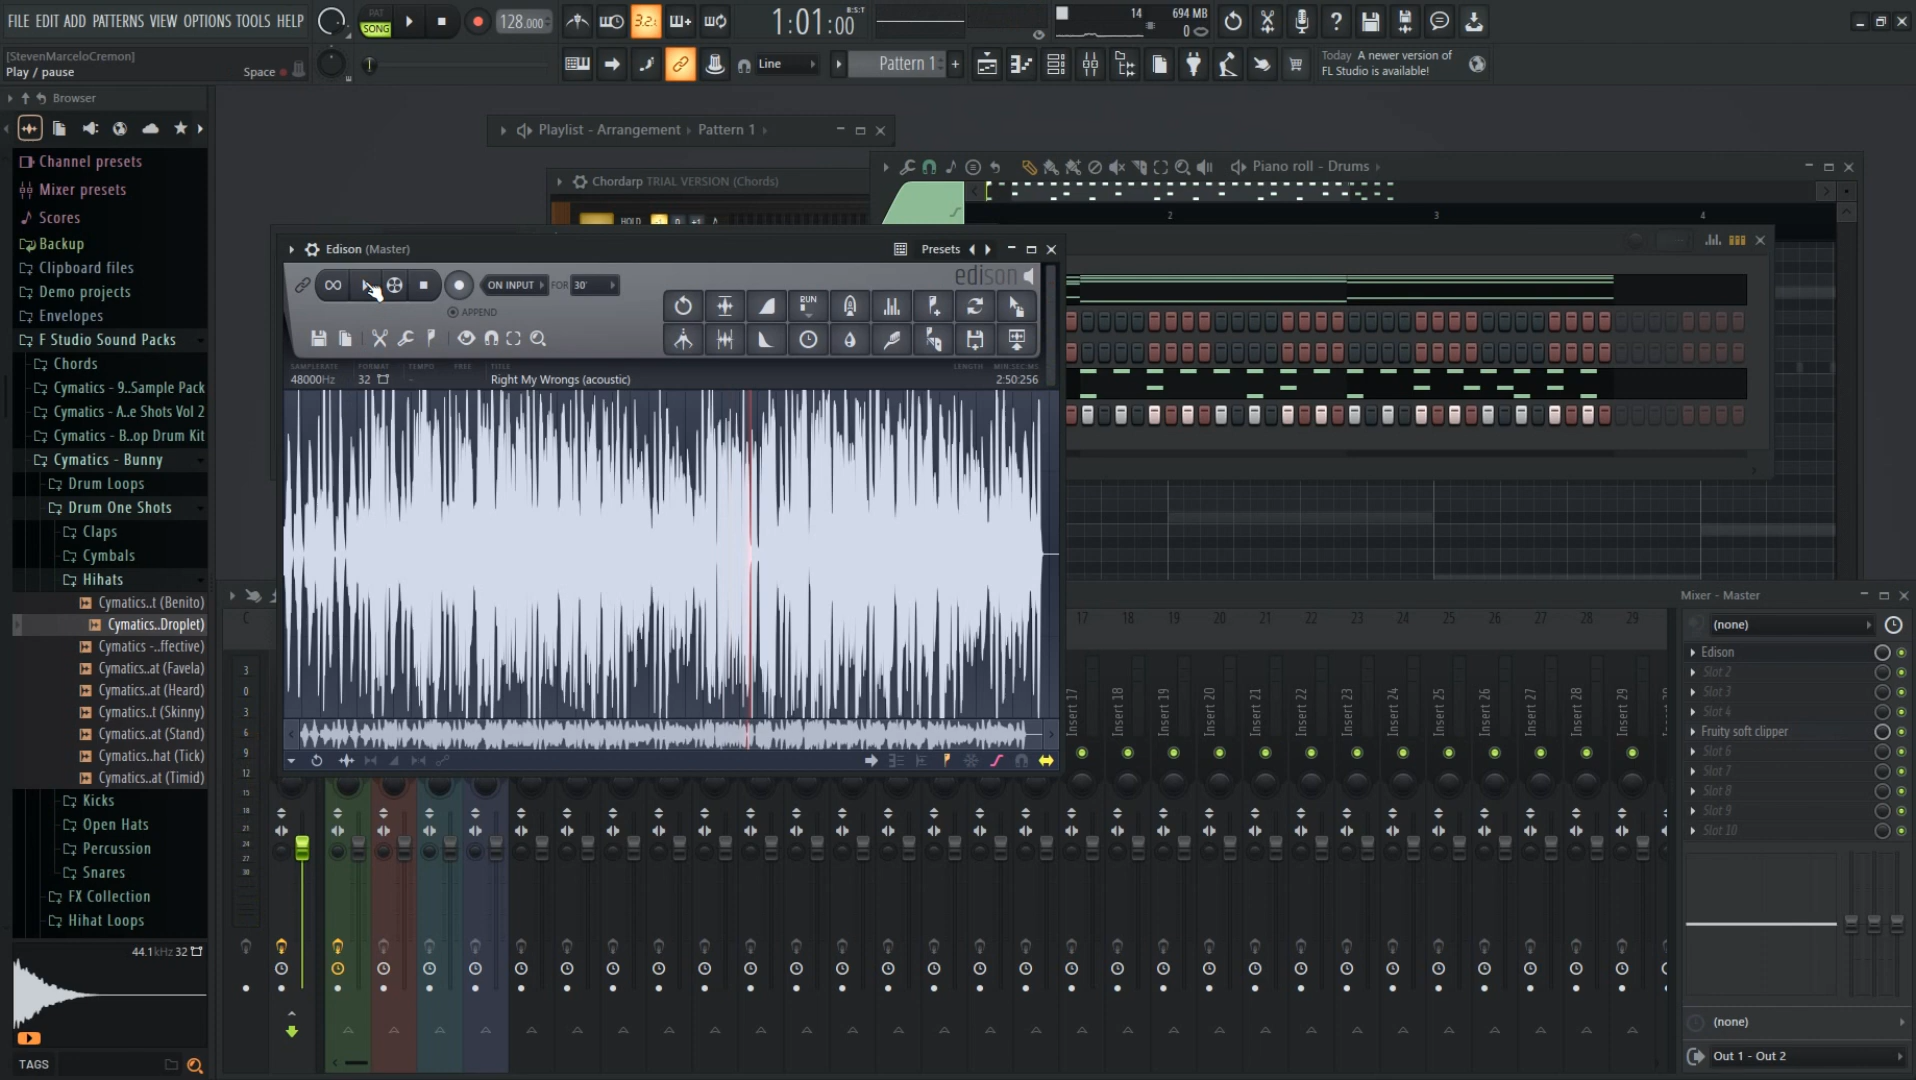 FILE EDIT ADD PATTERNS VIEW OPTIONS TOOLS HELP
PAT
SONG
128.000
3.2:
1:01:00
B:S:T
14
694 MB
0
[StevenMarceloCremon]
Play / pause
Space
Line
Pattern 1
Today A newer version of
FL Studio is available!
Browser
Channel presets
Mixer presets
Scores
Backup
Clipboard files
Demo projects
Envelopes
F Studio Sound Packs
Chords
Cymatics - 9..Sample Pack
Cymatics - A..e Shots Vol 2
Cymatics - B..op Drum Kit
Cymatics - Bunny
Drum Loops
Drum One Shots
Claps
Cymbals
Hihats
Cymatics..t (Benito)
Cymatics..Droplet)
Cymatics -..ffective)
Cymatics..at (Favela)
Cymatics..at (Heard)
Cymatics..t (Skinny)
Cymatics..at (Stand)
Cymatics..hat (Tick)
Cymatics..at (Timid)
Kicks
Open Hats
Percussion
Snares
FX Collection
Hihat Loops
44.1kHz 32
TAGS
Playlist - Arrangement › Pattern 1
Chordarp TRIAL VERSION (Chords)
HOLD
Piano roll - Drums
2
3
4
Edison (Master)
Presets
edison
ON INPUT
FOR
30'
APPEND
RUN
SAMPLERATE
FORMAT
TEMPO
FREE
TITLE
LENGTH
MIN:SEC:MS
48000Hz
32
-
Right My Wrongs (acoustic)
2:50:256
C
17
18
19
20
21
22
23
24
25
26
27
28
29
3
0
3
6
9
12
15
18
21
24
27
30
Insert 17
Insert 18
Insert 19
Insert 20
Insert 21
Insert 22
Insert 23
Insert 24
Insert 25
Insert 26
Insert 27
Insert 28
Insert 29
Mixer - Master
(none)
Edison
Slot 2
Slot 3
Slot 4
Fruity soft clipper
Slot 6
Slot 7
Slot 8
Slot 9
Slot 10
(none)
Out 1 - Out 2